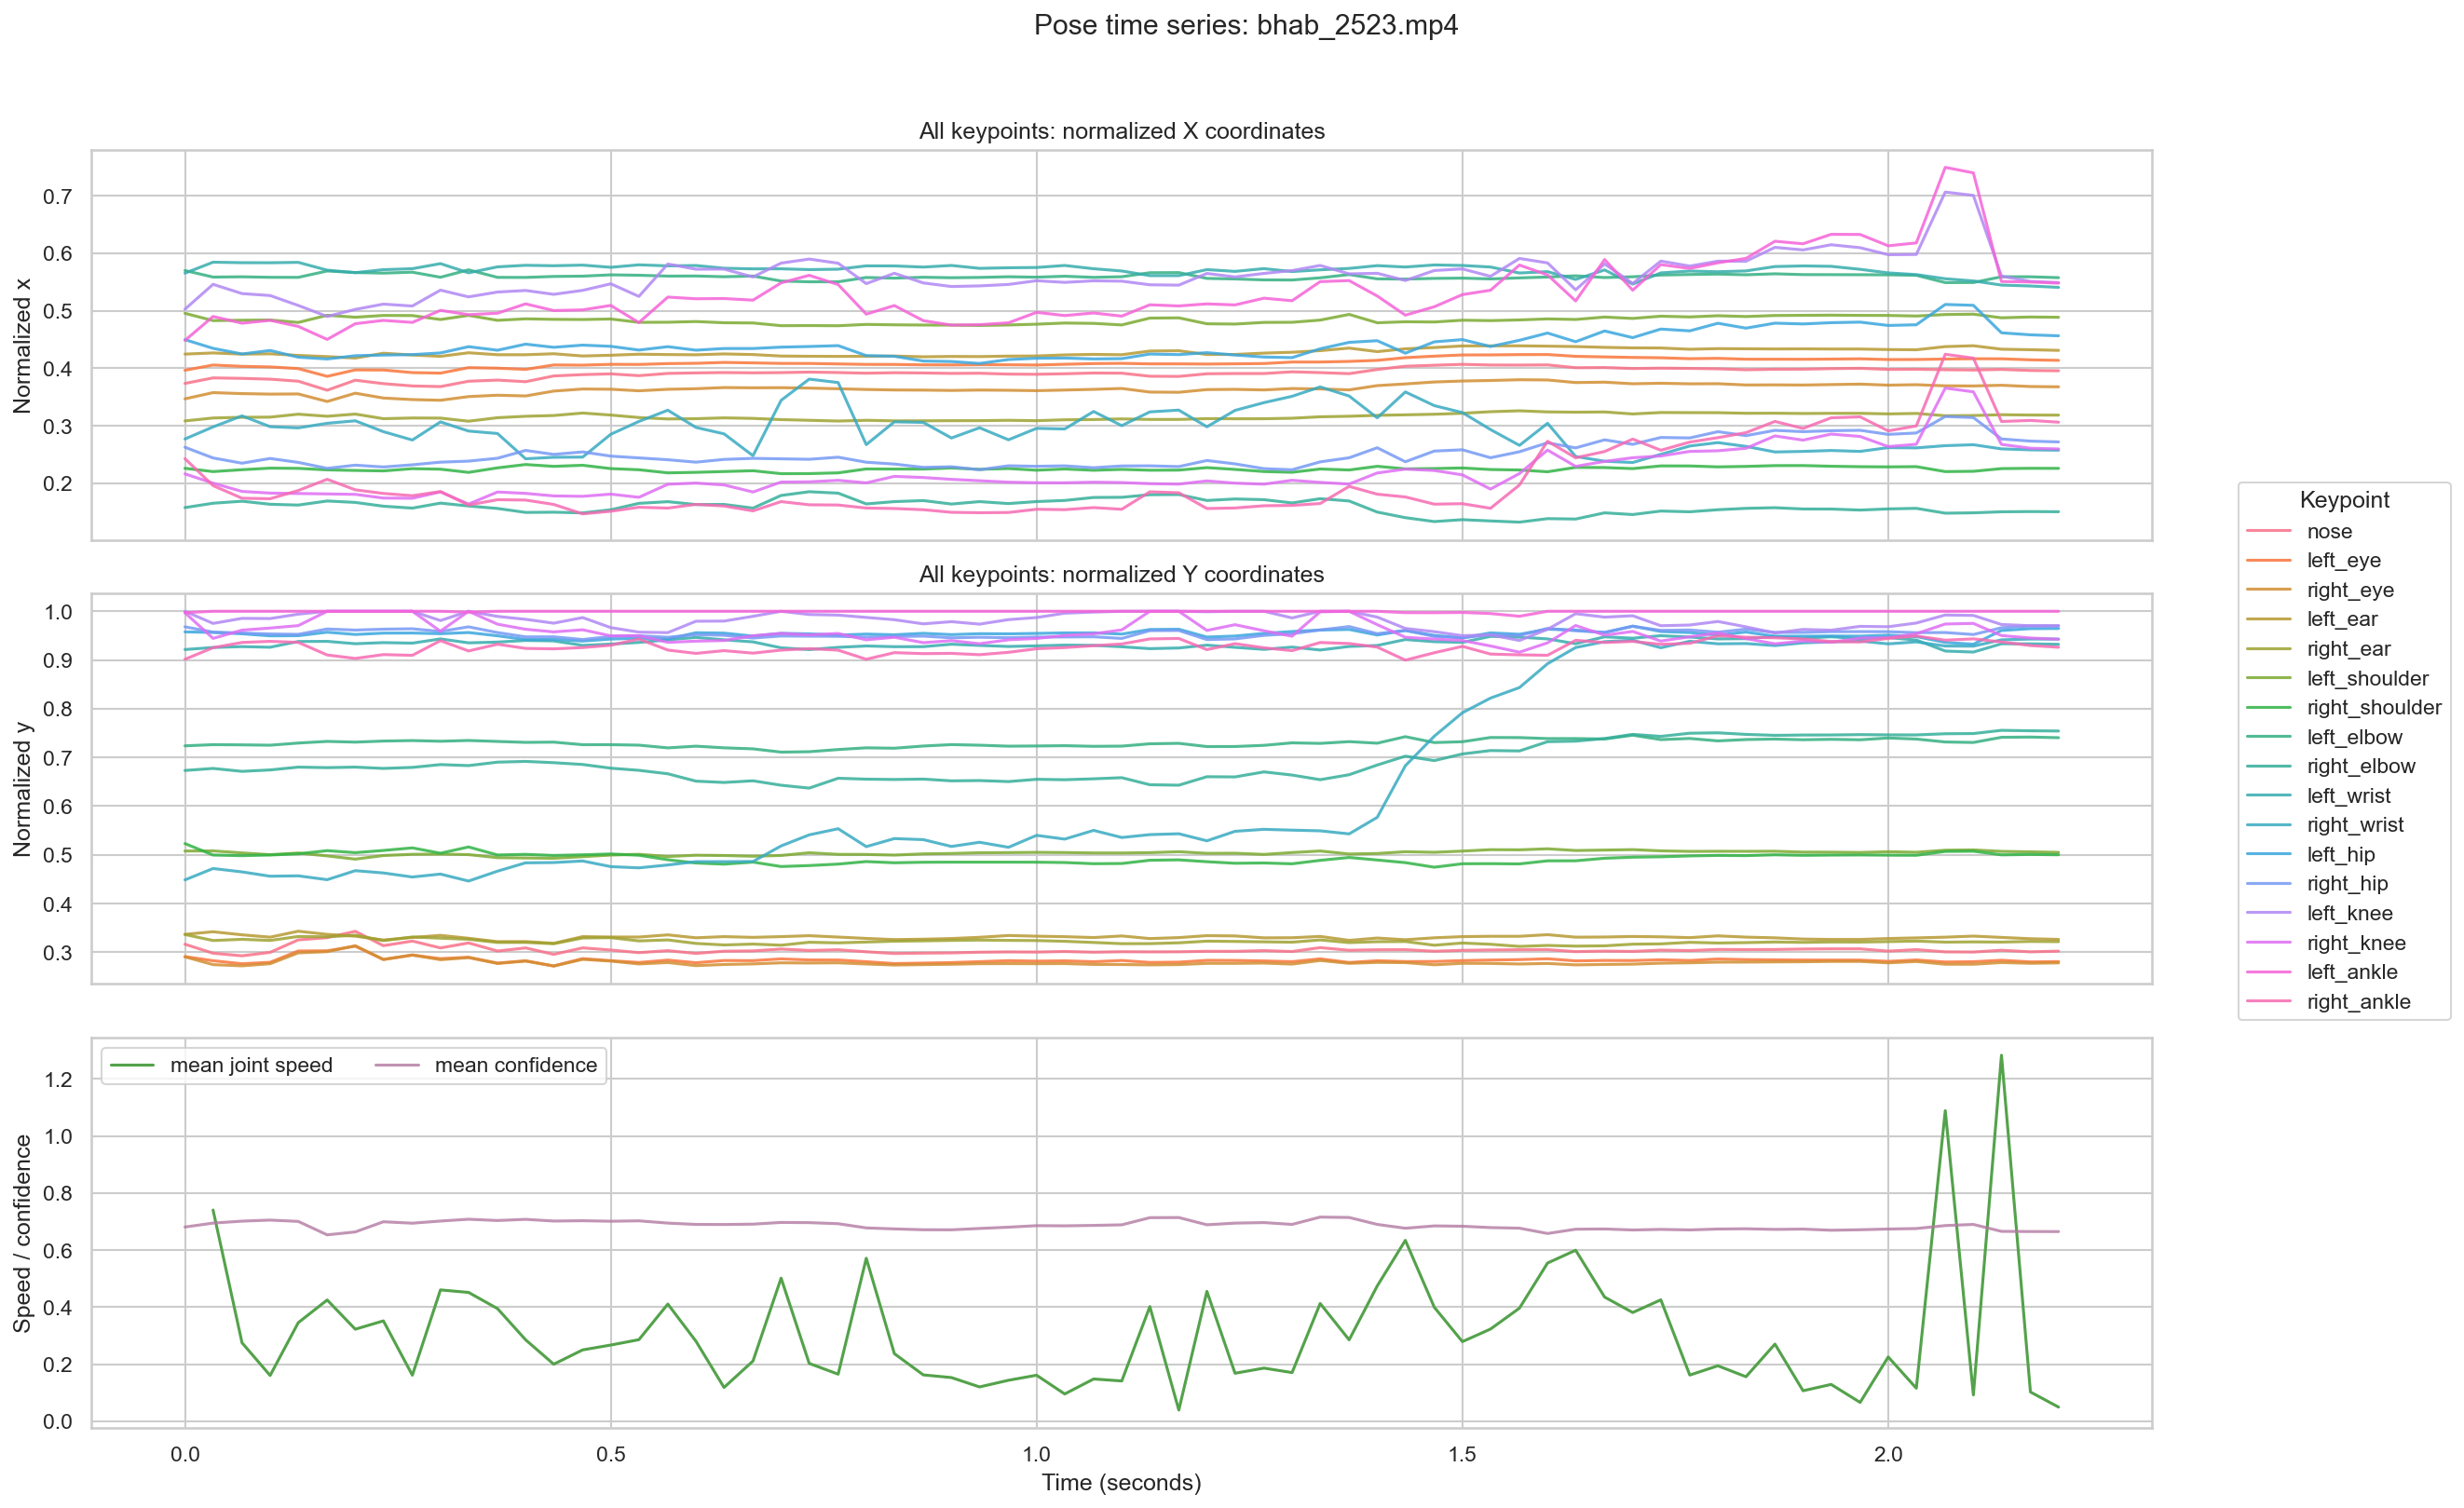 Pose time series: bhab_2523.mp4
All keypoints: normalized X coordinates
Normalized x
0.7
0.6
0.5
0.4
0.3
0.2
All keypoints: normalized Y coordinates
Normalized y
1.0
0.9
0.8
0.7
0.6
0.5
0.4
0.3
Keypoint
nose
left_eye
right_eye
left_ear
right_ear
left_shoulder
right_shoulder
left_elbow
right_elbow
left_wrist
right_wrist
left_hip
right_hip
left_knee
right_knee
left_ankle
right_ankle
mean joint speed mean confidence
Speed / confidence
1.2
1.0
0.8
0.6
0.4
0.2
0.0
0.0 0.5 1.0 1.5 2.0
Time (seconds)